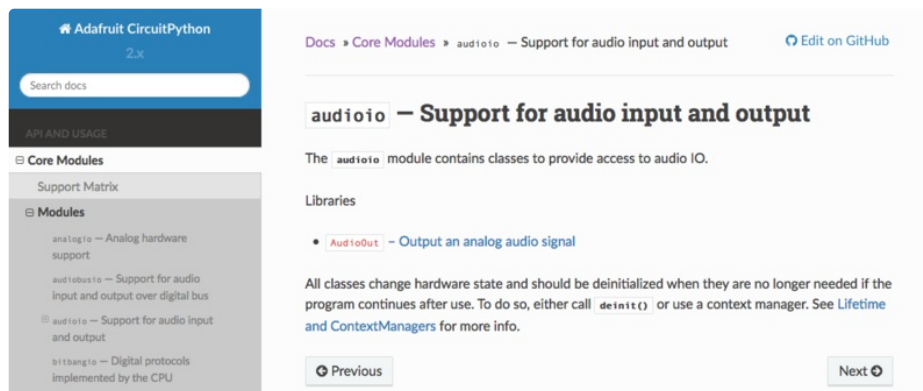 Adafruit CircuitPython
2.x
Search docs
API AND USAGE
Core Modules
Support Matrix
Modules
analogio — Analog hardware
support
audiobusio — Support for audio
input and output over digital bus
audioio — Support for audio input
and output
bitbangio — Digital protocols
implemented by the CPU
Docs » Core Modules » audioio — Support for audio input and output
Edit on GitHub
audioio — Support for audio input and output
The audioio module contains classes to provide access to audio IO.
Libraries
• AudioOut – Output an analog audio signal
All classes change hardware state and should be deinitialized when they are no longer needed if the
program continues after use. To do so, either call deinit() or use a context manager. See Lifetime
and ContextManagers for more info.
Previous
Next